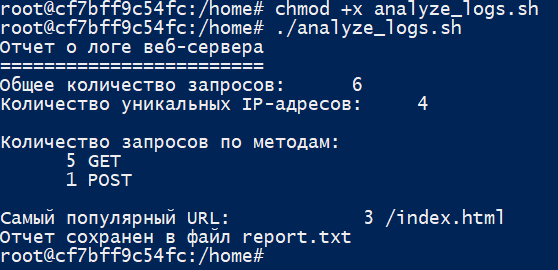 root@cf7bff9c54fc:/home# chmod +x analyze_logs.sh
root@cf7bff9c54fc:/home# ./analyze_logs.sh
Отчет о логе веб-сервера
========================
Общее количество запросов:       6
Количество уникальных IP-адресов:      4

Количество запросов по методам:
      5 GET
      1 POST

Самый популярный URL:              3 /index.html
Отчет сохранен в файл report.txt
root@cf7bff9c54fc:/home#